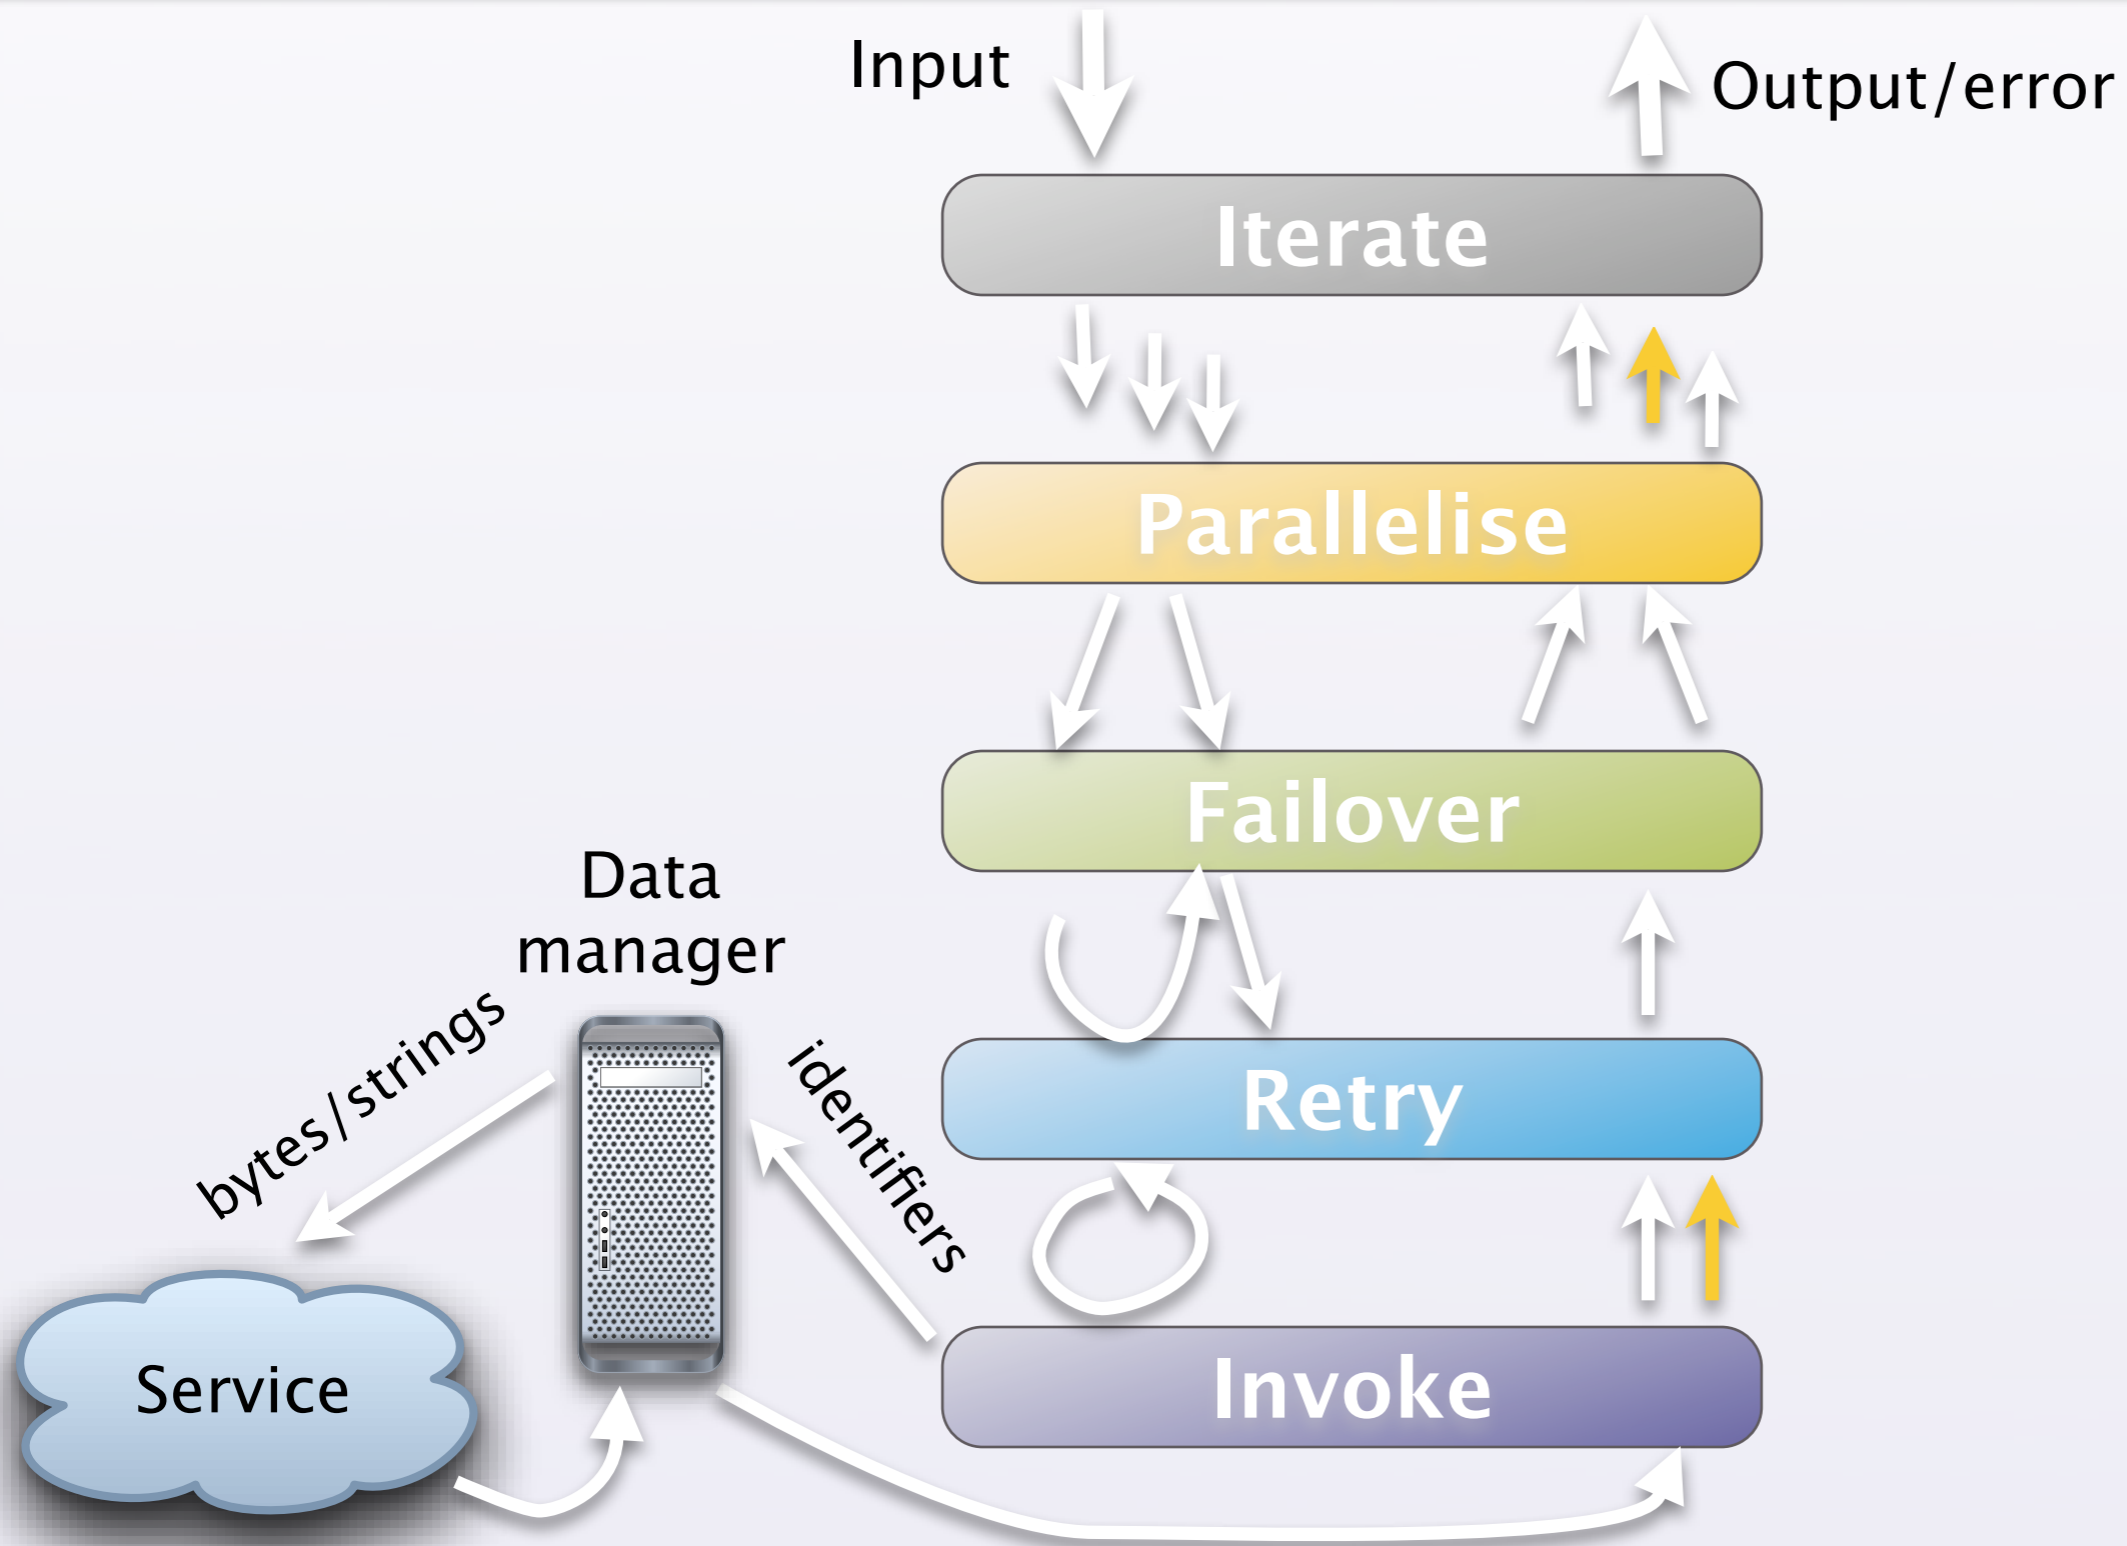 Input
Output/error
Iterate
Parallelise
Failover
Data
manager
bytes/strings
identifiers
Retry
Service
Invoke